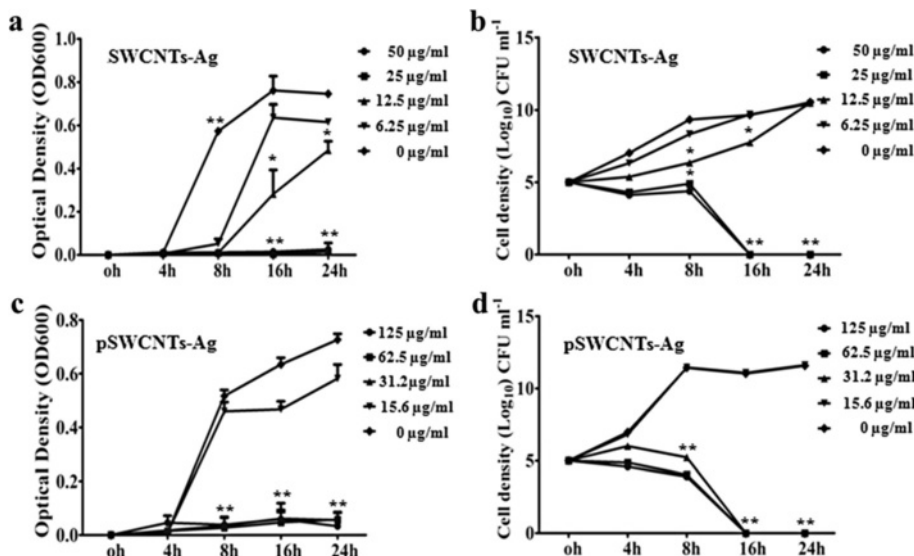 a
SWCNTs-Ag
Optical Density (OD600)
1.0
0.8
0.6
0.4
0.2
0.0
oh 4h 8h 16h 24h
**
*
*
**
**
50 µg/ml
25 µg/ml
12.5 µg/ml
6.25 µg/ml
0 µg/ml
b
SWCNTs-Ag
Cell density (Log10) CFU ml-1
15
10
5
0
oh 4h 8h 16h 24h
*
*
*
**
**
50 µg/ml
25 µg/ml
12.5 µg/ml
6.25 µg/ml
0 µg/ml
c
pSWCNTs-Ag
Optical Density (OD600)
0.8
0.6
0.4
0.2
0.0
oh 4h 8h 16h 24h
**
**
**
125 µg/ml
62.5 µg/ml
31.2 µg/ml
15.6 µg/ml
0 µg/ml
d
pSWCNTs-Ag
Cell density (Log10) CFU ml-1
15
10
5
0
oh 4h 8h 16h 24h
**
**
**
125 µg/ml
62.5 µg/ml
31.2 µg/ml
15.6 µg/ml
0 µg/ml